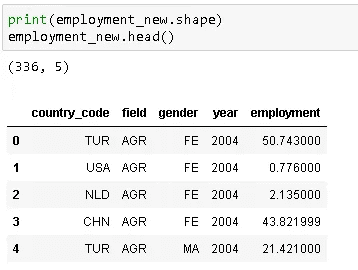 print(employment_new.shape)
employment_new.head()
(336, 5)
country_code field gender year employment
0 TUR AGR FE 2004 50.743000
1 USA AGR FE 2004 0.776000
2 NLD AGR FE 2004 2.135000
3 CHN AGR FE 2004 43.821999
4 TUR AGR MA 2004 21.421000